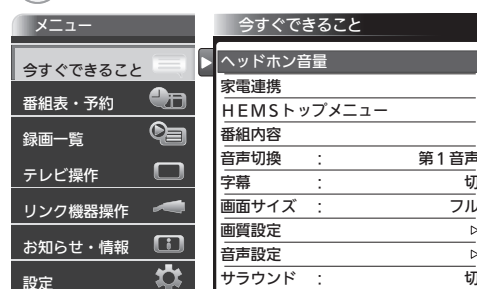 メニュー
今すぐできること
番組表・予約
録画一覧
テレビ操作
リンク機器操作
お知らせ・情報
設定
今すぐできること
ヘッドホン音量
家電連携
HEMSトップメニュー
番組内容
音声切換 : 第1音声
字幕 : 切
画面サイズ : フル
画質設定
音声設定
サラウンド : 切